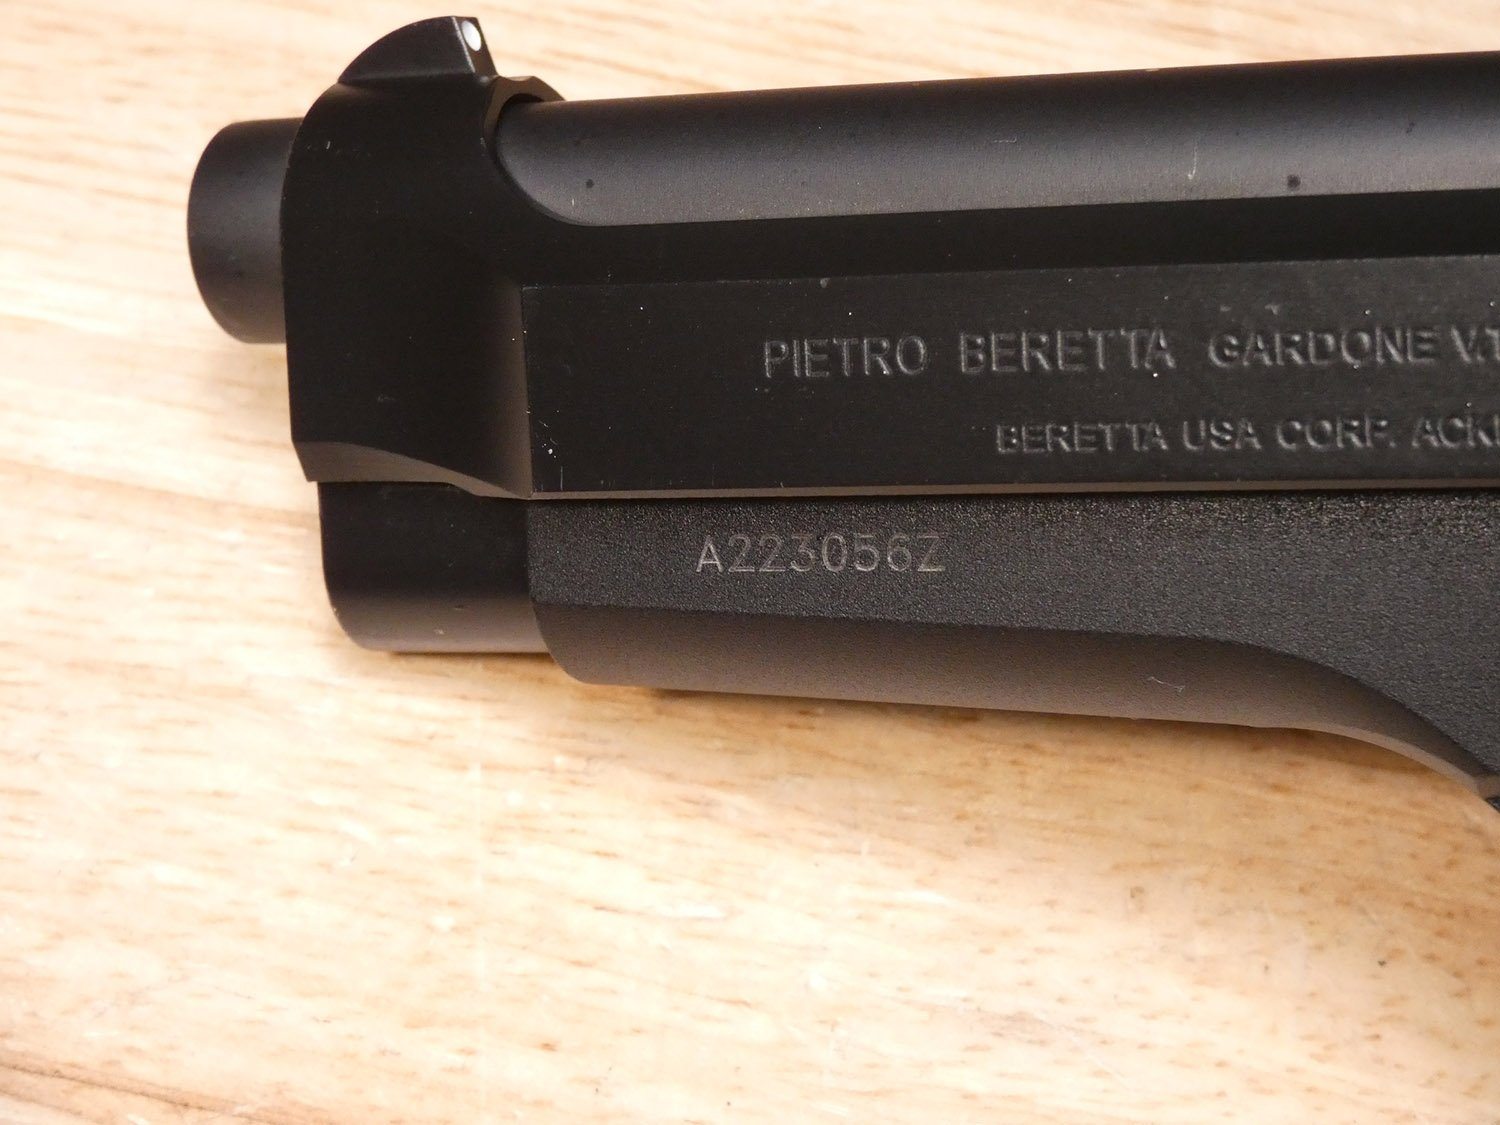 PIETRO BERETTA GARDONE V.T
BERETTA USA CORP. ACK
A223056Z